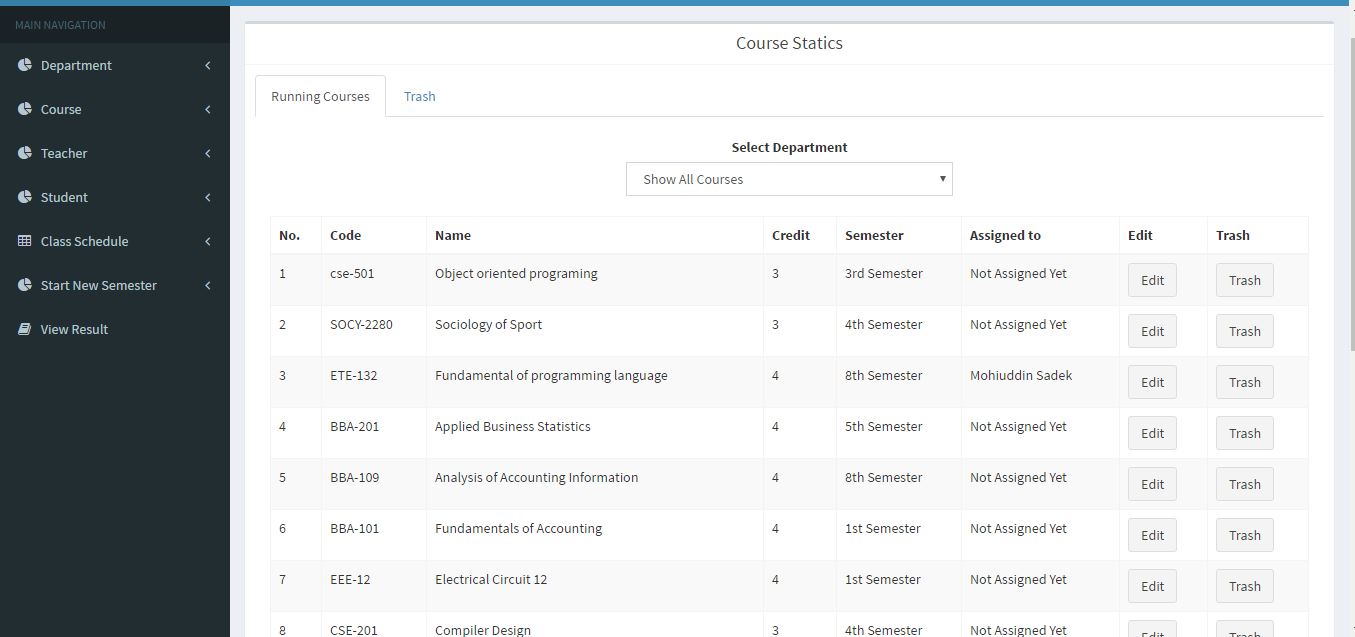 MAIN NAVIGATION
Department
Course
Teacher
Student
Class Schedule
Start New Semester
View Result
Course Statics
Running Courses Trash
Select Department
Show All Courses
No. Code Name Credit Semester Assigned to Edit Trash
1 cse-501 Object oriented programing 3 3rd Semester Not Assigned Yet Edit Trash
2 SOCY-2280 Sociology of Sport 3 4th Semester Not Assigned Yet Edit Trash
3 ETE-132 Fundamental of programming language 4 8th Semester Mohiuddin Sadek Edit Trash
4 BBA-201 Applied Business Statistics 4 5th Semester Not Assigned Yet Edit Trash
5 BBA-109 Analysis of Accounting Information 4 8th Semester Not Assigned Yet Edit Trash
6 BBA-101 Fundamentals of Accounting 4 1st Semester Not Assigned Yet Edit Trash
7 EEE-12 Electrical Circuit 12 4 1st Semester Not Assigned Yet Edit Trash
8 CSE-201 Compiler Design 3 4th Semester Not Assigned Yet Edit Trash